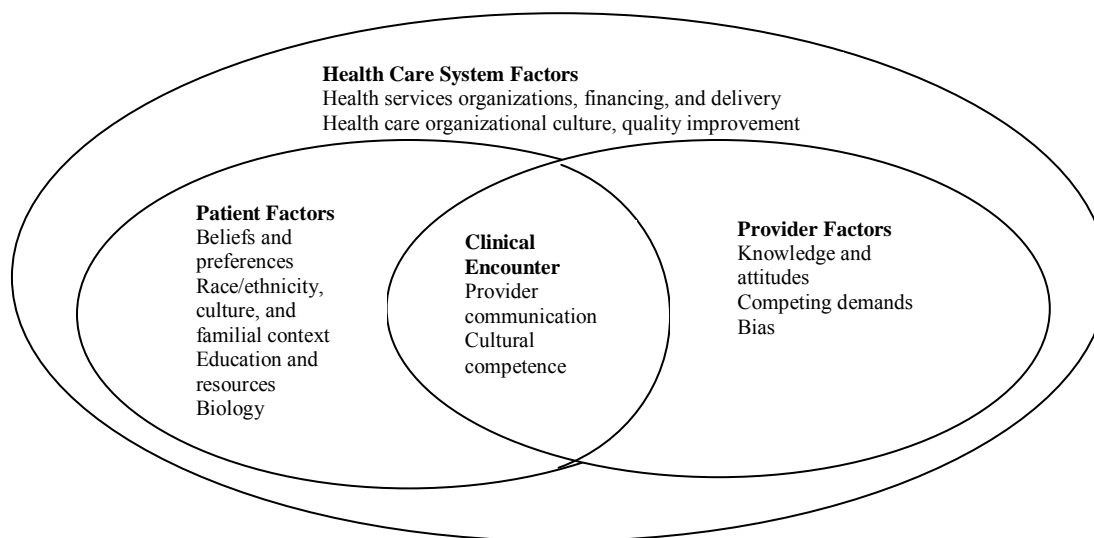 Health Care System Factors
Health services organizations, financing, and delivery
Health care organizational culture, quality improvement
Patient Factors
Beliefs and
preferences
Race/ethnicity,
culture, and
familial context
Education and
resources
Biology
Clinical
Encounter
Provider
communication
Cultural
competence
Provider Factors
Knowledge and
attitudes
Competing demands
Bias